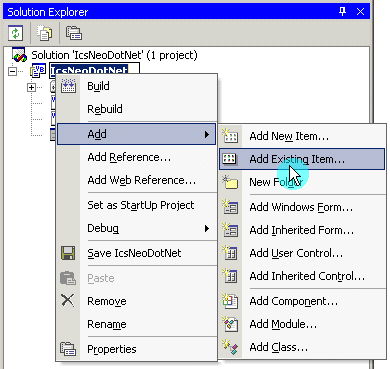 Solution Explorer
Solution 'IcsNeoDotNet' (1 project)
IcsNeoDotNet
Build
Rebuild
Add
Add Reference...
Add Web Reference...
Set as StartUp Project
Debug
Save IcsNeoDotNet
Paste
Remove
Rename
Properties
Add New Item...
Add Existing Item...
New Folder
Add Windows Form...
Add Inherited Form...
Add User Control...
Add Inherited Control...
Add Component...
Add Module...
Add Class...